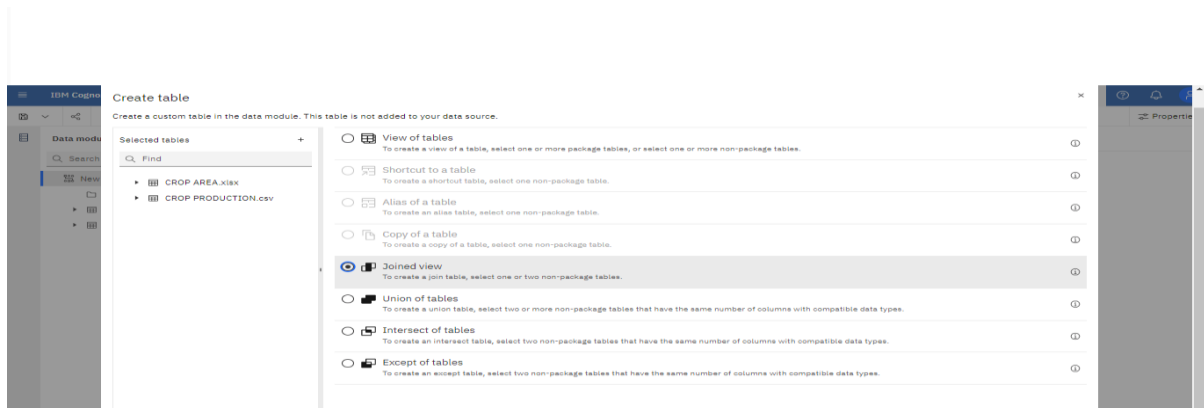 IBM Cogno
Create table
Create a custom table in the data module. This table is not added to your data source.
Propertie
Data modu
Selected tables
+
View of tables
To create a view of a table, select one or more package tables, or select one or more non-package tables.
Search
Find
Shortcut to a table
To create a shortcut table, select one non-package table.
New
CROP AREA.xlsx
CROP PRODUCTION.csv
Alias of a table
To create an alias table, select one non-package table.
Copy of a table
To create a copy of a table, select one non-package table.
Joined view
To create a join table, select one or two non-package tables.
Union of tables
To create a union table, select two or more non-package tables that have the same number of columns with compatible data types.
Intersect of tables
To create an intersect table, select two non-package tables that have the same number of columns with compatible data types.
Except of tables
To create an except table, select two non-package tables that have the same number of columns with compatible data types.